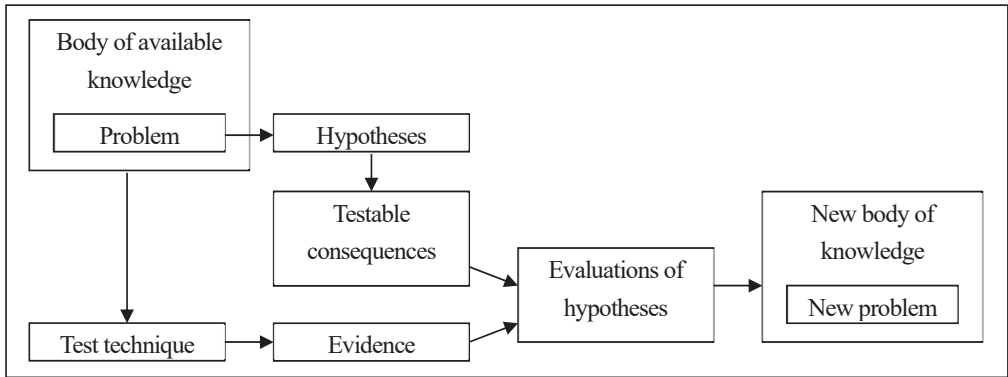 Body of available
knowledge
Problem
Hypotheses
Testable
consequences
Test technique
Evidence
Evaluations of
hypotheses
New body of
knowledge
New problem